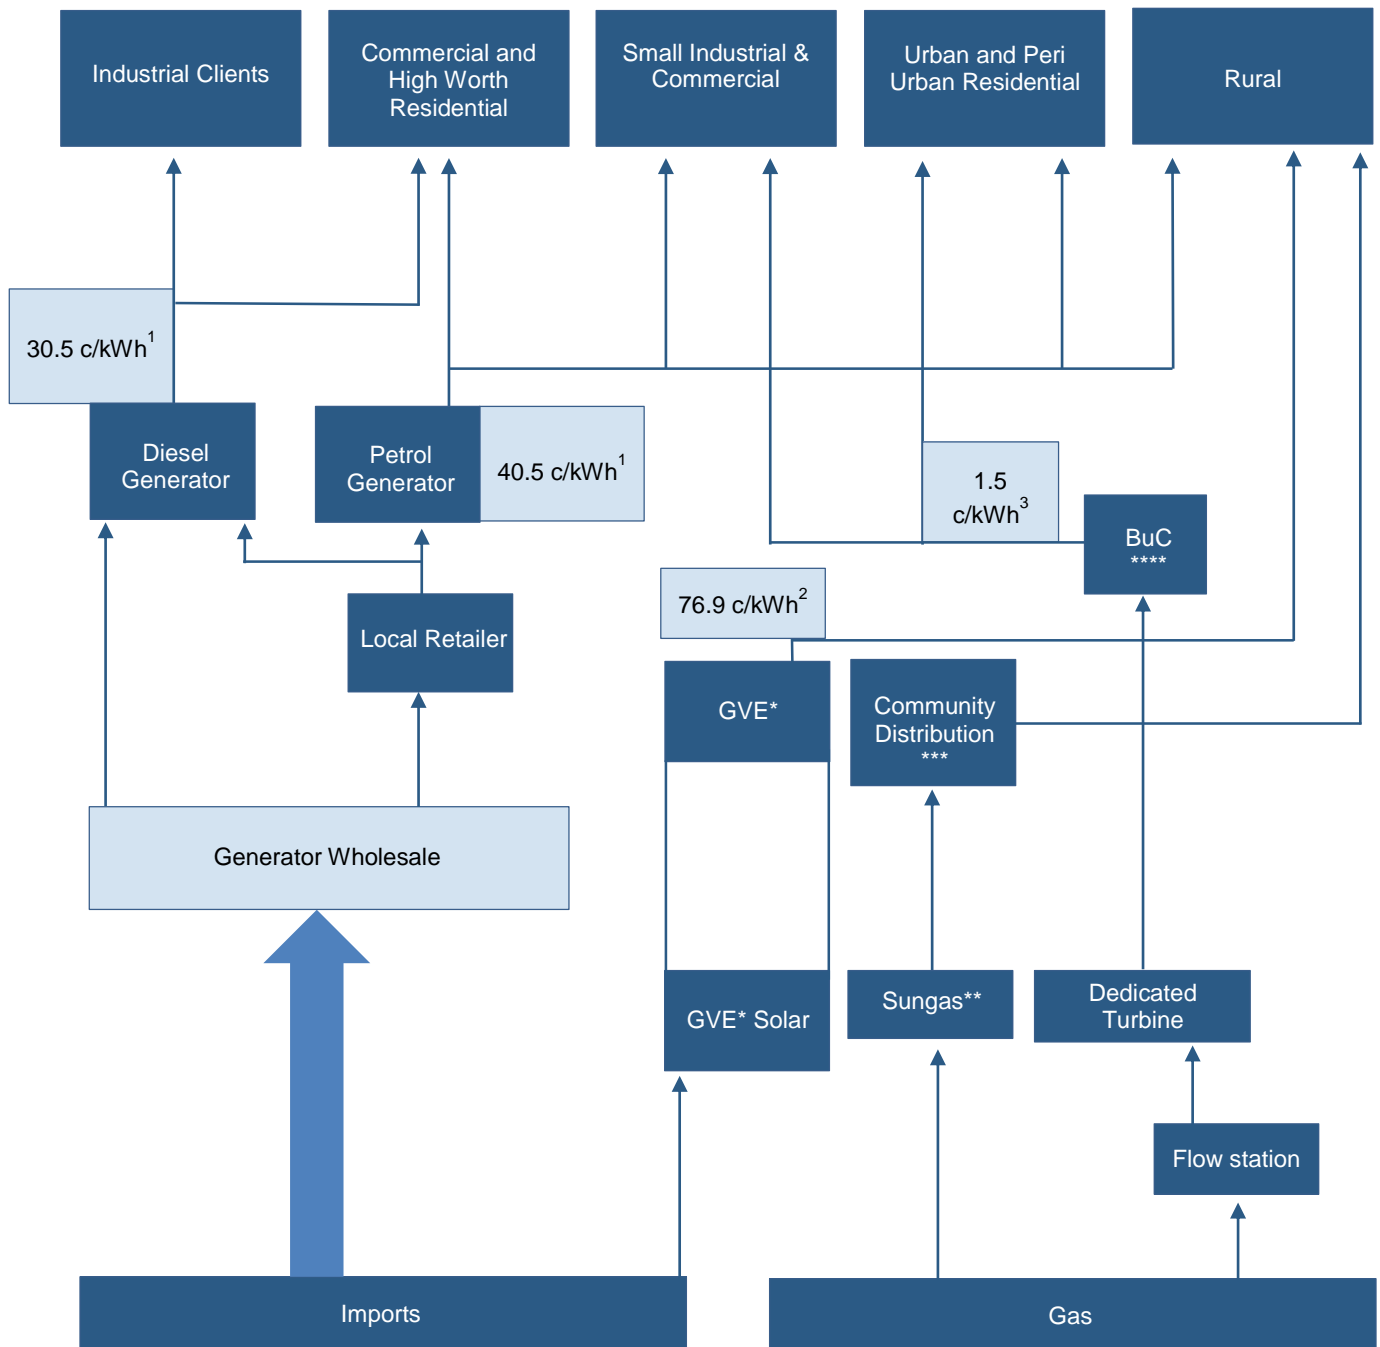 Industrial Clients
Commercial and
High Worth
Residential
Small Industrial &
Commercial
Urban and Peri
Urban Residential
Rural
30.5 c/kWh¹
Diesel
Generator
Petrol
Generator
40.5 c/kWh¹
1.5
c/kWh³
BuC
****
76.9 c/kWh²
Local Retailer
GVE*
Community
Distribution
***
Generator Wholesale
GVE* Solar
Sungas**
Dedicated
Turbine
Flow station
Imports
Gas